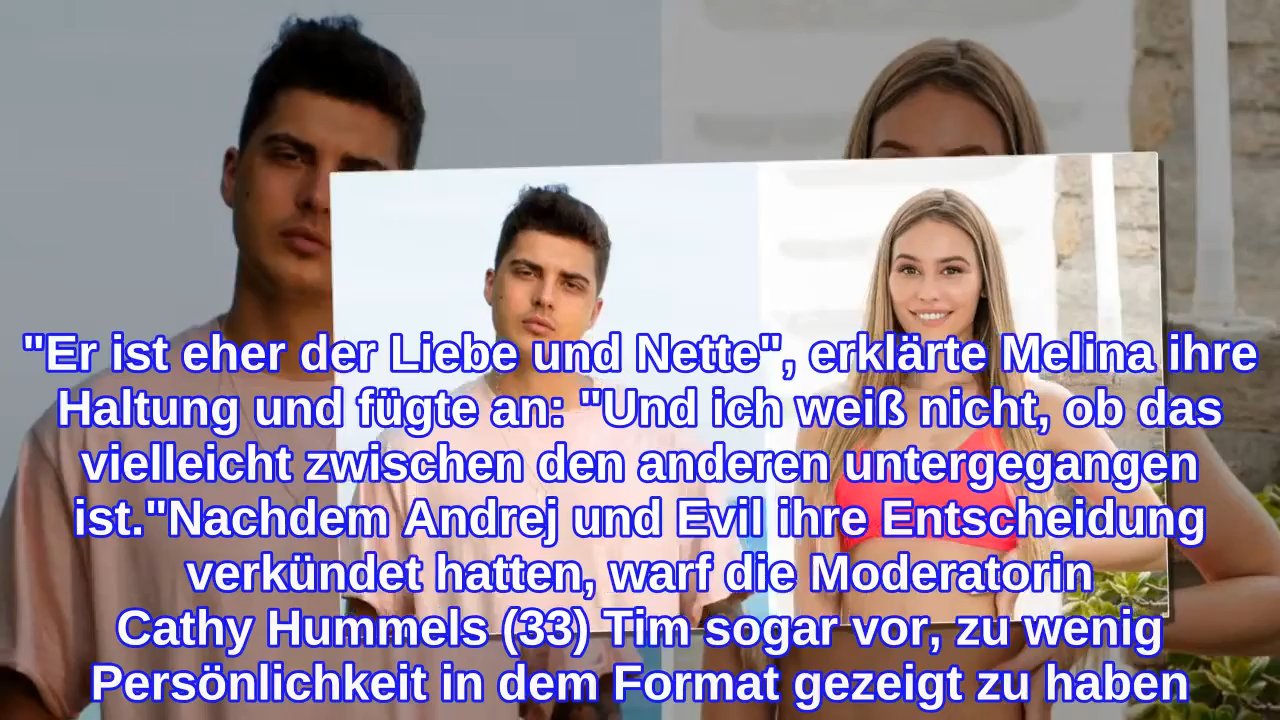 "Er ist eher der Liebe und Nette", erklärte Melina ihre
Haltung und fügte an: "Und ich weiß nicht, ob das
vielleicht zwischen den anderen untergegangen
ist."Nachdem Andrej und Evil ihre Entscheidung
verkündet hatten, warf die Moderatorin
Cathy Hummels (33) Tim sogar vor, zu wenig
Persönlichkeit in dem Format gezeigt zu haben